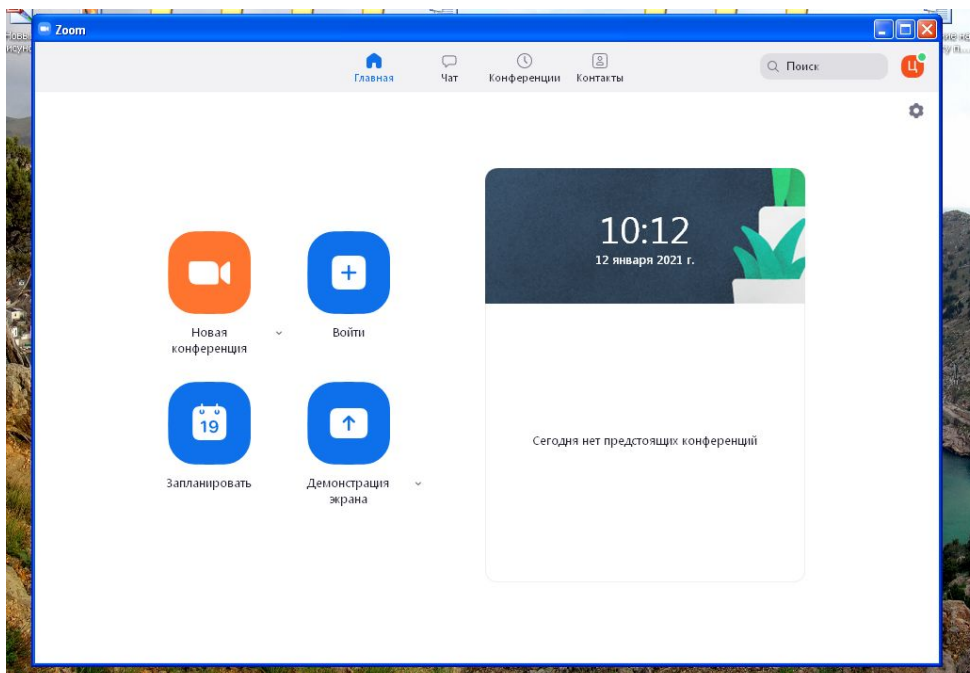 Zoom
Главная
Чат
Конференции
Контакты
Поиск
Ц
10:12
12 января 2021 г.
Новая
конференция
Войти
19
Запланировать
Демонстрация
экрана
Сегодня нет предстоящих конференций